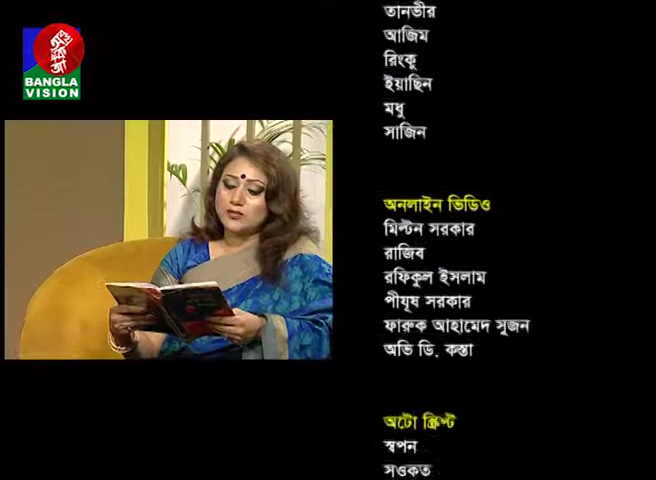 BANGLA
VISION
তানভীর
আজিম
রিংকু
ইয়াছিন
মধু
সাজিন
অনলাইন ভিডিও
মিল্টন সরকার
রাজিব
রফিকুল ইসলাম
পীযূষ সরকার
ফারুক আহামেদ সুজন
অভি ডি. কস্তা
অটো স্ক্রিপ্ট
স্বপন
সওকত